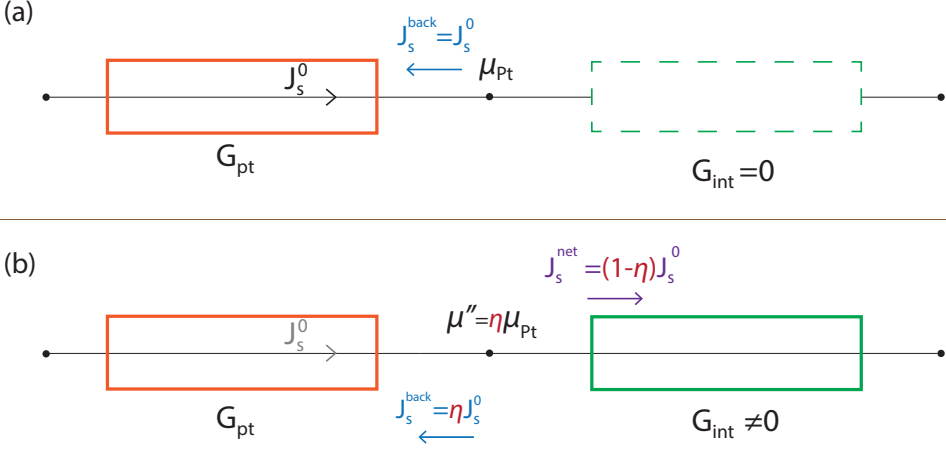 (a)
J_s^back=J_s^0
J_s^0
μ_Pt
G_pt
G_int=0
(b)
J_s^net=(1-η)J_s^0
J_s^0
μ″=ημ_Pt
J_s^back=ηJ_s^0
G_pt
G_int≠0